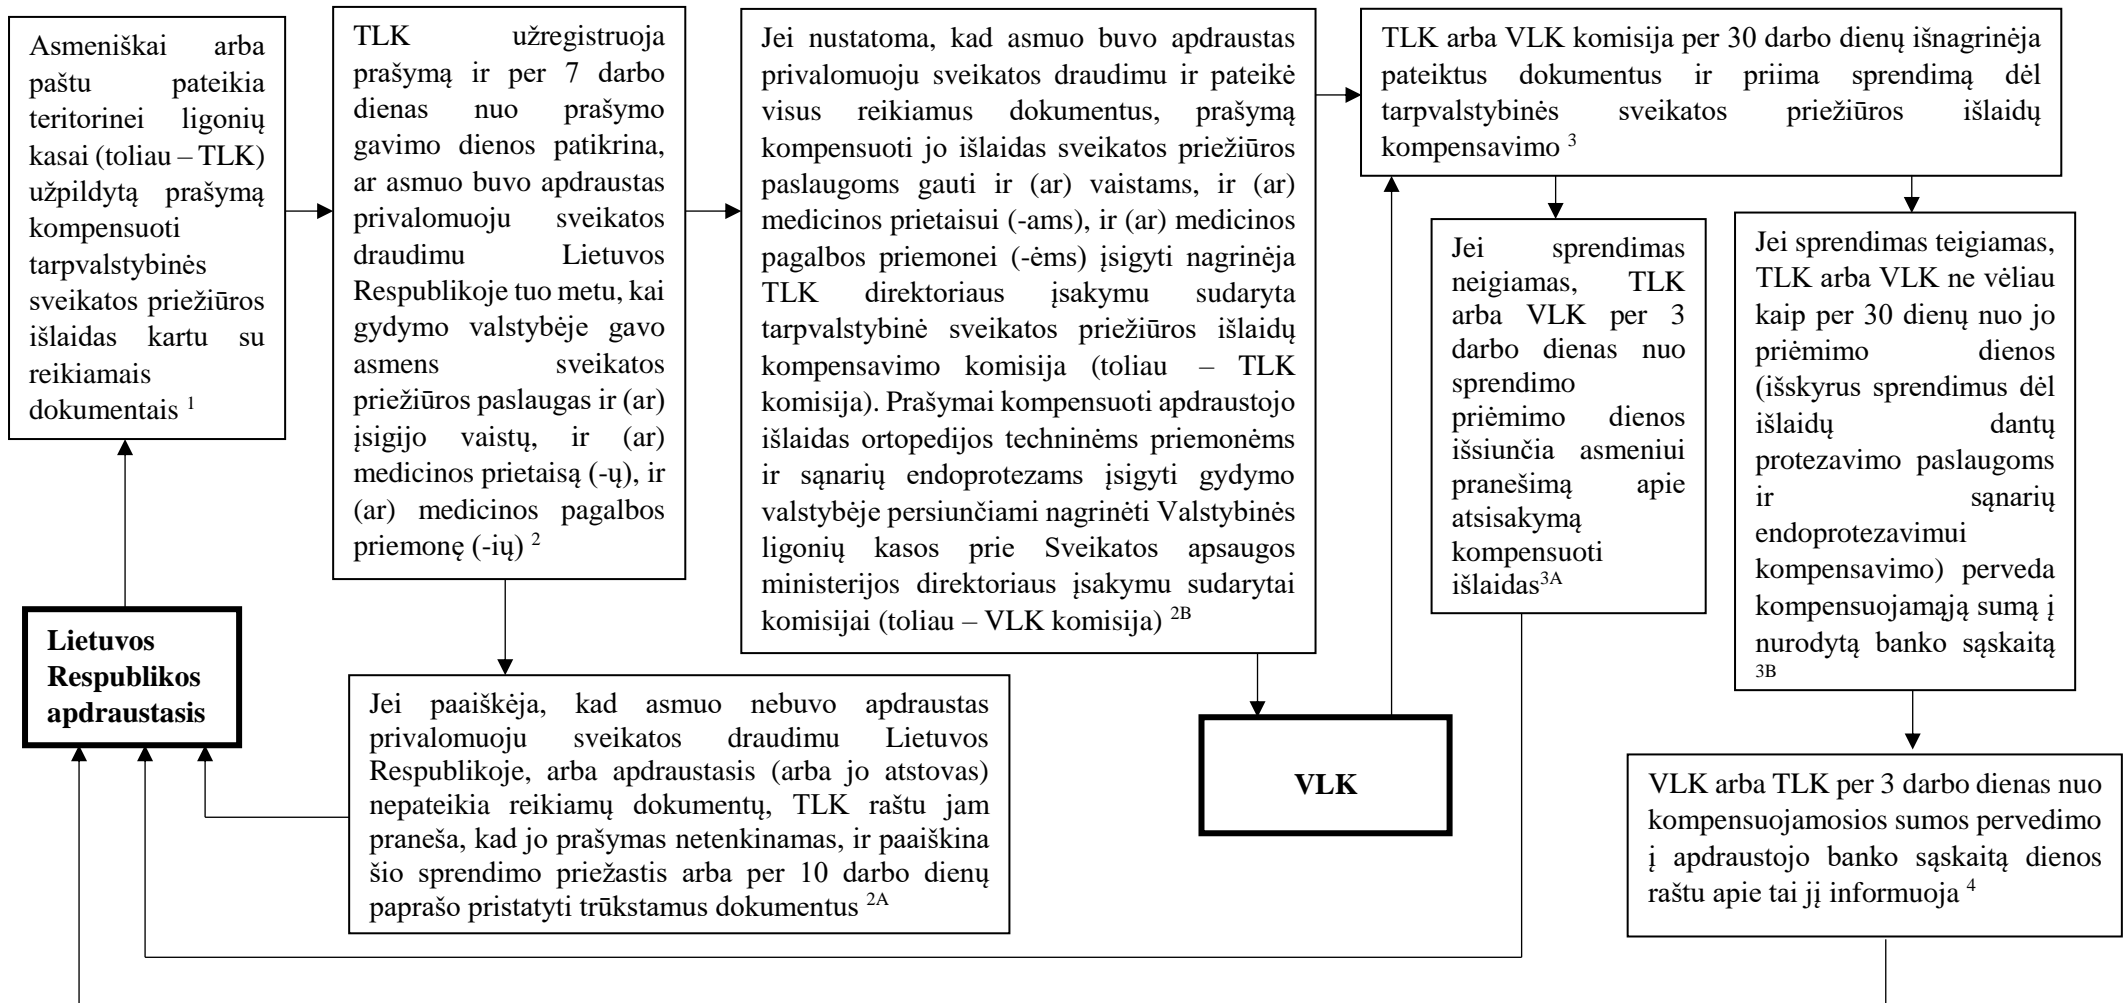 Asmeniškai arba
paštu pateikia
teritorinei ligonių
kasai (toliau – TLK)
užpildytą prašymą
kompensuoti
tarpvalstybinės
sveikatos priežiūros
išlaidas kartu su
reikiamais
dokumentais 1
TLK užregistruoja
prašymą ir per 7 darbo
dienas nuo prašymo
gavimo dienos patikrina,
ar asmuo buvo apdraustas
privalomuoju sveikatos
draudimu Lietuvos
Respublikoje tuo metu, kai
gydymo valstybėje gavo
asmens sveikatos
priežiūros paslaugas ir (ar)
įsigijo vaistų, ir (ar)
medicinos prietaisą (-ų), ir
(ar) medicinos pagalbos
priemonę (-ių) 2
Jei nustatoma, kad asmuo buvo apdraustas
privalomuoju sveikatos draudimu ir pateikė
visus reikiamus dokumentus, prašymą
kompensuoti jo išlaidas sveikatos priežiūros
paslaugoms gauti ir (ar) vaistams, ir (ar)
medicinos prietaisui (-ams), ir (ar) medicinos
pagalbos priemonei (-ėms) įsigyti nagrinėja
TLK direktoriaus įsakymu sudaryta
tarpvalstybinė sveikatos priežiūros išlaidų
kompensavimo komisija (toliau – TLK
komisija). Prašymai kompensuoti apdraustojo
išlaidas ortopedijos techninėms priemonėms
ir sąnarių endoprotezams įsigyti gydymo
valstybėje persiunčiami nagrinėti Valstybinės
ligonių kasos prie Sveikatos apsaugos
ministerijos direktoriaus įsakymu sudarytai
komisijai (toliau – VLK komisija) 2B
TLK arba VLK komisija per 30 darbo dienų išnagrinėja
pateiktus dokumentus ir priima sprendimą dėl
tarpvalstybinės sveikatos priežiūros išlaidų
kompensavimo 3
Jei sprendimas
neigiamas, TLK
arba VLK per 3
darbo dienas nuo
sprendimo
priėmimo dienos
išsiunčia asmeniui
pranešimą apie
atsisakymą
kompensuoti
išlaidas3A
Jei sprendimas teigiamas,
TLK arba VLK ne vėliau
kaip per 30 dienų nuo jo
priėmimo dienos
(išskyrus sprendimus dėl
išlaidų dantų
protezavimo paslaugoms
ir sąnarių
endoprotezavimui
kompensavimo) perveda
kompensuojamąją sumą į
nurodytą banko sąskaitą
3B
Lietuvos
Respublikos
apdraustasis
Jei paaiškėja, kad asmuo nebuvo apdraustas
privalomuoju sveikatos draudimu Lietuvos
Respublikoje, arba apdraustasis (arba jo atstovas)
nepateikia reikiamų dokumentų, TLK raštu jam
praneša, kad jo prašymas netenkinamas, ir paaiškina
šio sprendimo priežastis arba per 10 darbo dienų
paprašo pristatyti trūkstamus dokumentus 2A
VLK
VLK arba TLK per 3 darbo dienas nuo
kompensuojamosios sumos pervedimo
į apdraustojo banko sąskaitą dienos
raštu apie tai jį informuoja 4